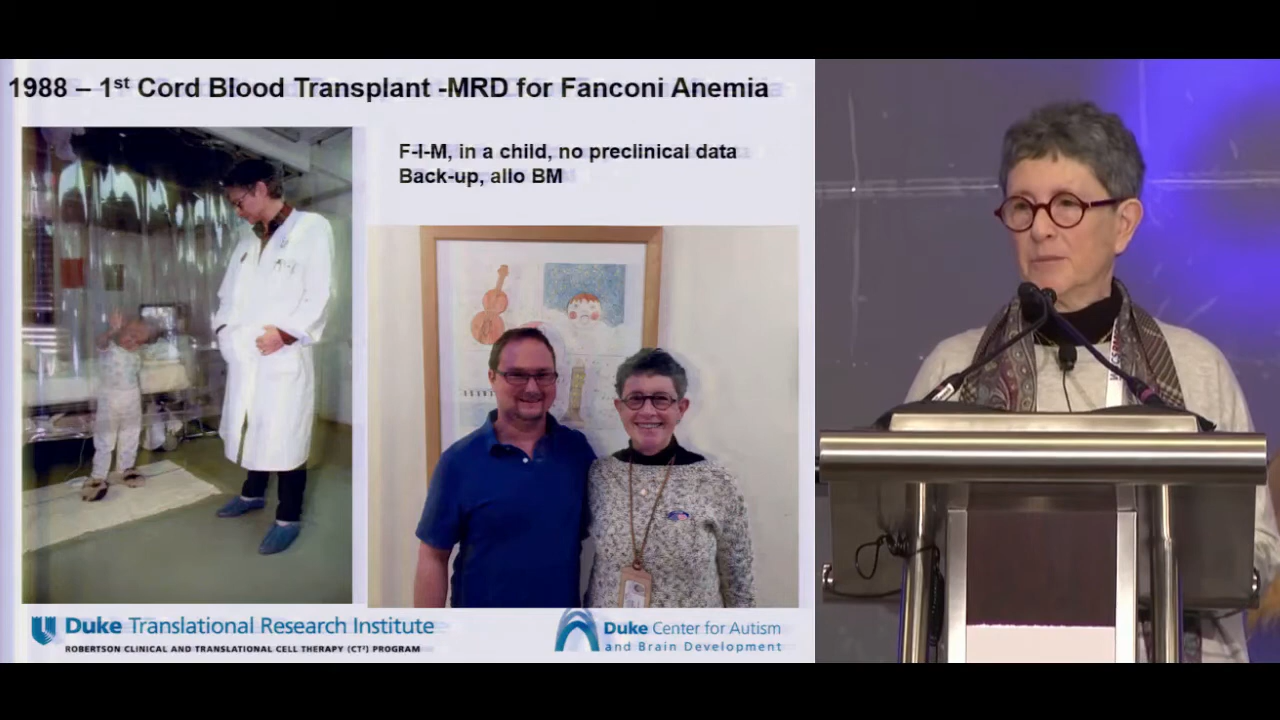 1988 – 1st Cord Blood Transplant -MRD for Fanconi Anemia
F-I-M, in a child, no preclinical data
Back-up, allo BM
Duke Translational Research Institute
ROBERTSON CLINICAL AND TRANSLATIONAL CELL THERAPY (CT²) PROGRAM
Duke Center for Autism
and Brain Development